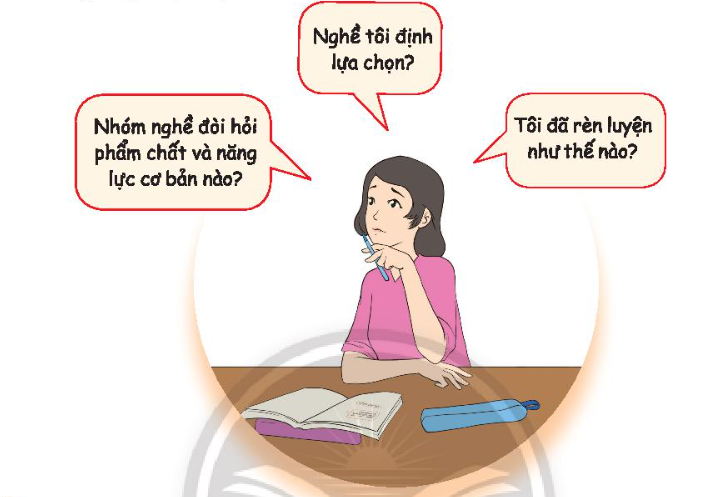 Nghề tôi định
lựa chọn?
Nhóm nghề đòi hỏi
phẩm chất và năng
lực cơ bản nào?
Tôi đã rèn luyện
như thế nào?